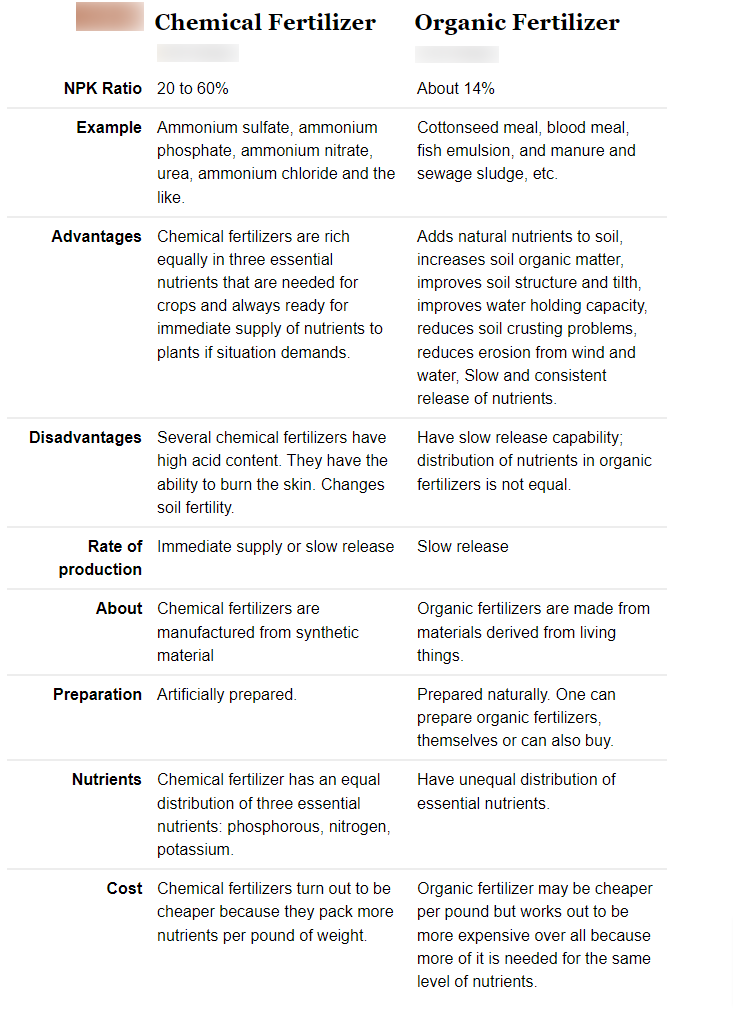 Chemical Fertilizer Organic Fertilizer
NPK Ratio 20 to 60% About 14%
Example Ammonium sulfate, ammonium Cottonseed meal, blood meal,
phosphate, ammonium nitrate, fish emulsion, and manure and
urea, ammonium chloride and the sewage sludge, etc.
like.
Advantages Chemical fertilizers are rich Adds natural nutrients to soil,
equally in three essential increases soil organic matter,
nutrients that are needed for improves soil structure and tilth,
crops and always ready for improves water holding capacity,
immediate supply of nutrients to reduces soil crusting problems,
plants if situation demands. reduces erosion from wind and
water, Slow and consistent
release of nutrients.
Disadvantages Several chemical fertilizers have Have slow release capability;
high acid content. They have the distribution of nutrients in organic
ability to burn the skin. Changes fertilizers is not equal.
soil fertility.
Rate of Immediate supply or slow release Slow release
production
About Chemical fertilizers are Organic fertilizers are made from
manufactured from synthetic materials derived from living
material things.
Preparation Artificially prepared. Prepared naturally. One can
prepare organic fertilizers,
themselves or can also buy.
Nutrients Chemical fertilizer has an equal Have unequal distribution of
distribution of three essential essential nutrients.
nutrients: phosphorous, nitrogen,
potassium.
Cost Chemical fertilizers turn out to be Organic fertilizer may be cheaper
cheaper because they pack more per pound but works out to be
nutrients per pound of weight. more expensive over all because
more of it is needed for the same
level of nutrients.